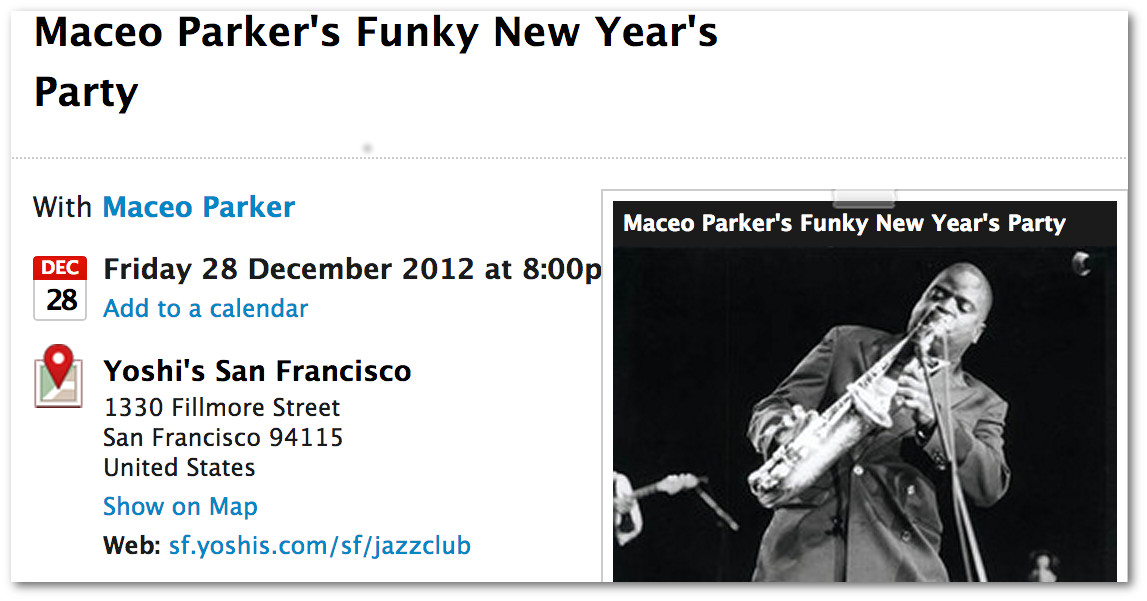 Maceo Parker's Funky New Year's
Party
With Maceo Parker
DEC
28
Friday 28 December 2012 at 8:00p
Add to a calendar
Yoshi's San Francisco
1330 Fillmore Street
San Francisco 94115
United States
Show on Map
Web: sf.yoshis.com/sf/jazzclub
Maceo Parker's Funky New Year's Party